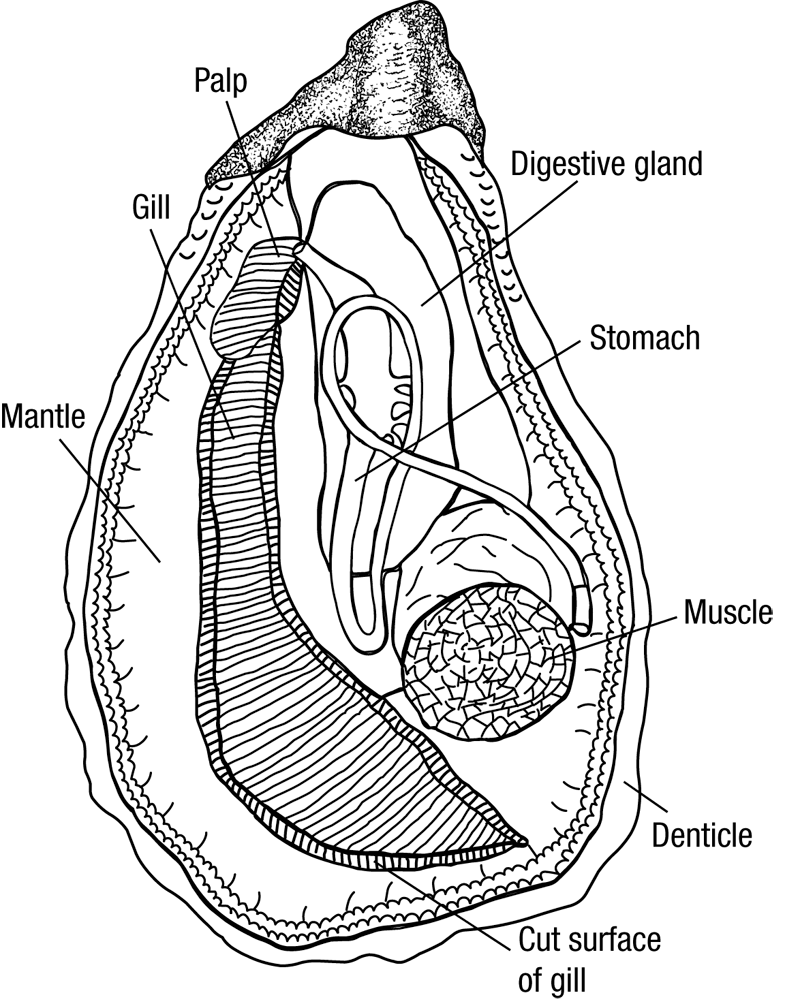 Palp
Digestive gland
Gill
Stomach
Mantle
Muscle
Denticle
Cut surface
of gill